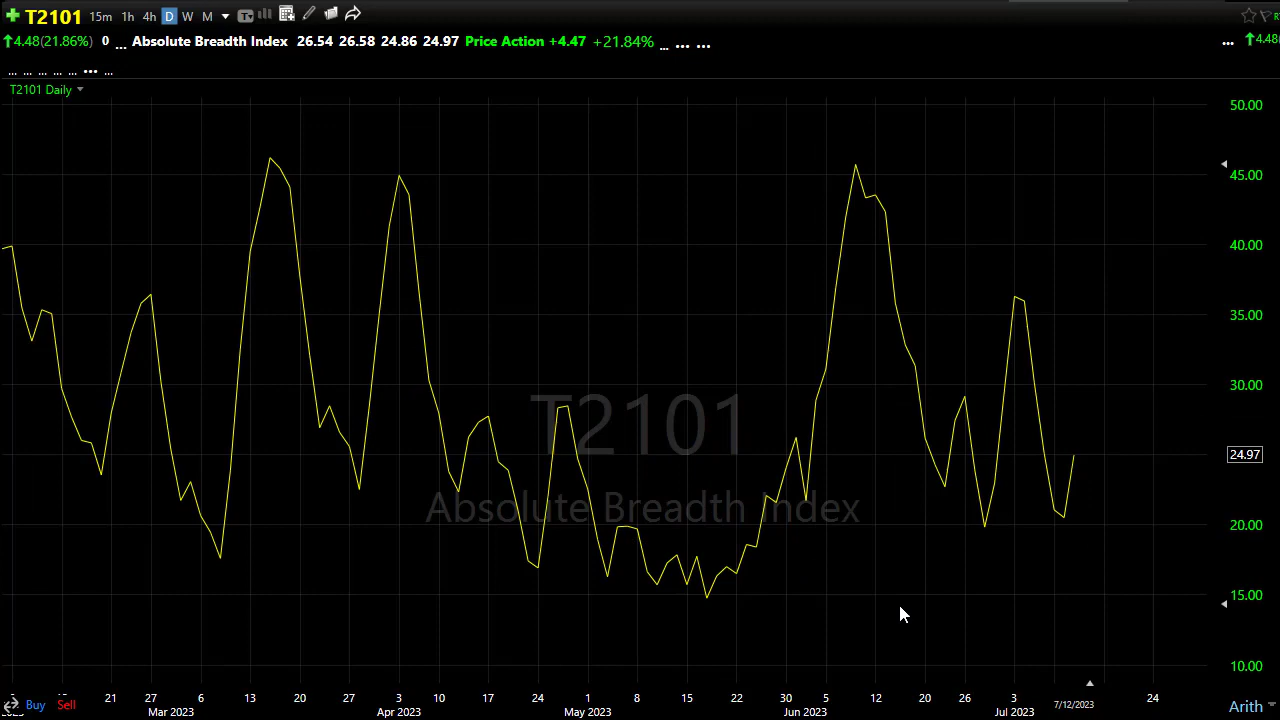 T2101 15m 1h 4h D W M
4.48(21.86%) 0 ... Absolute Breadth Index 26.54 26.58 24.86 24.97 Price Action +4.47 +21.84% ... ... ... ... 4.48(
... ... ... ... ... ... ...
T2101 Daily
50.00
45.00
40.00
35.00
30.00
T2101
24.97
Absolute Breadth Index
20.00
15.00
10.00
21 27 6 13 20 27 3 10 17 24 1 8 15 22 30 5 12 20 26 3 24
Buy Sell 7/12/2023 Arith
Mar 2023 Apr 2023 May 2023 Jun 2023 Jul 2023